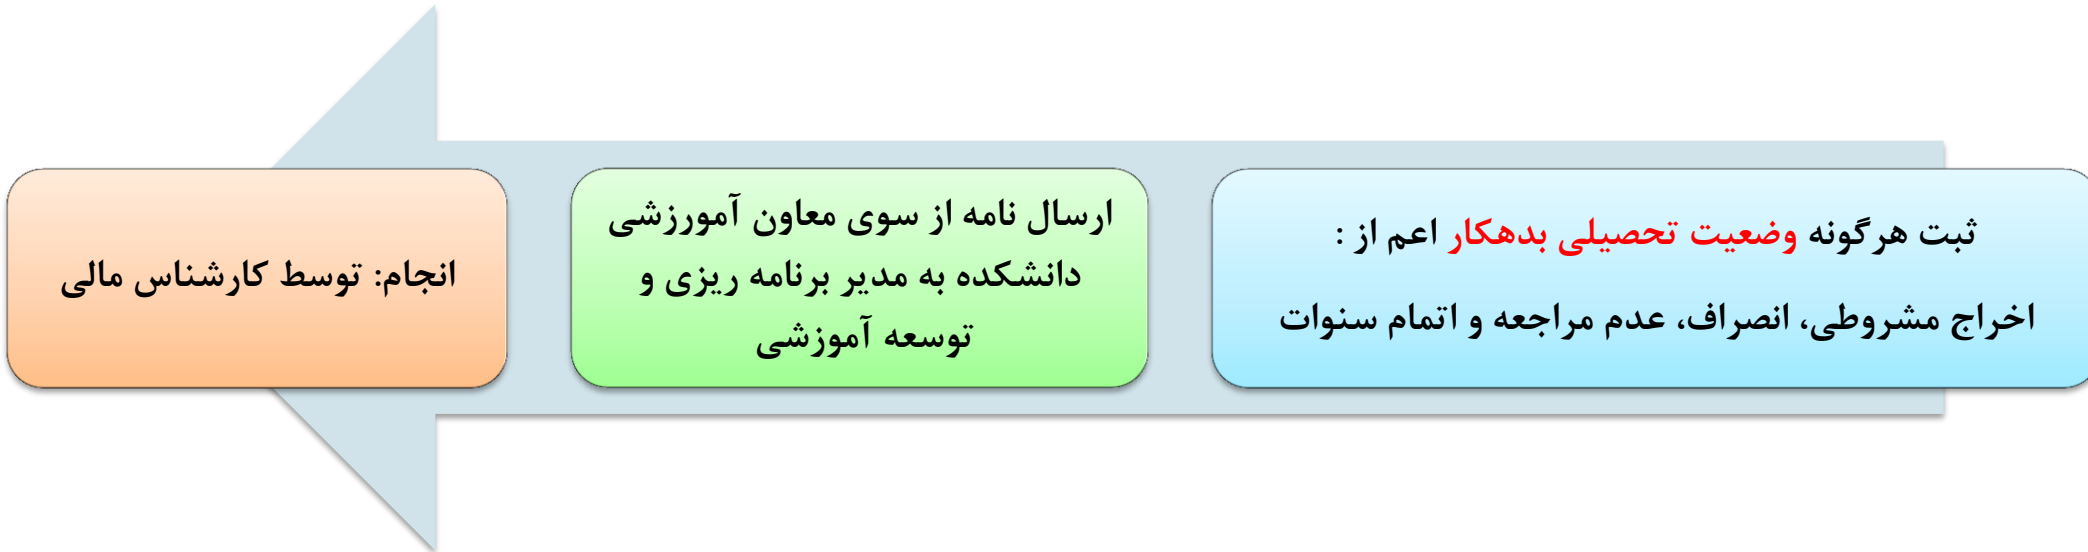 ثبت هرگونه وضعیت تحصیلی بدهکار اعم از :
اخراج مشروطی، انصراف، عدم مراجعه و اتمام سنوات
ارسال نامه از سوی معاون آمورزشی
دانشکده به مدیر برنامه ریزی و
توسعه آموزشی
انجام: توسط کارشناس مالی